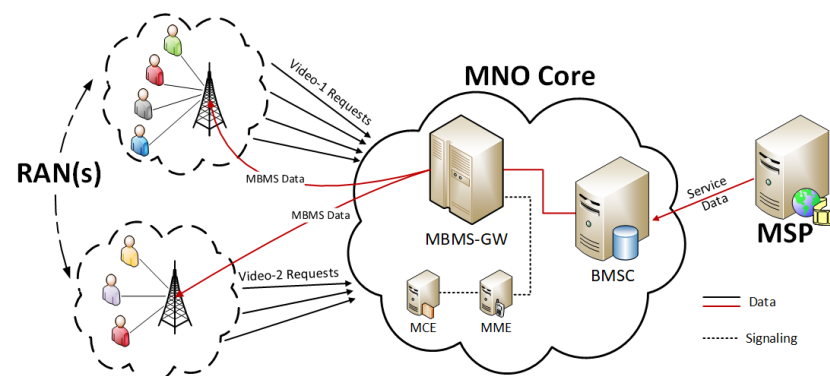 MNO Core
Video-1 Requests
RAN(s)
MBMS Data
MBMS Data
Service
Data
MBMS-GW
MSP
BMSC
Video-2 Requests
MCE
MME
Data
Signaling